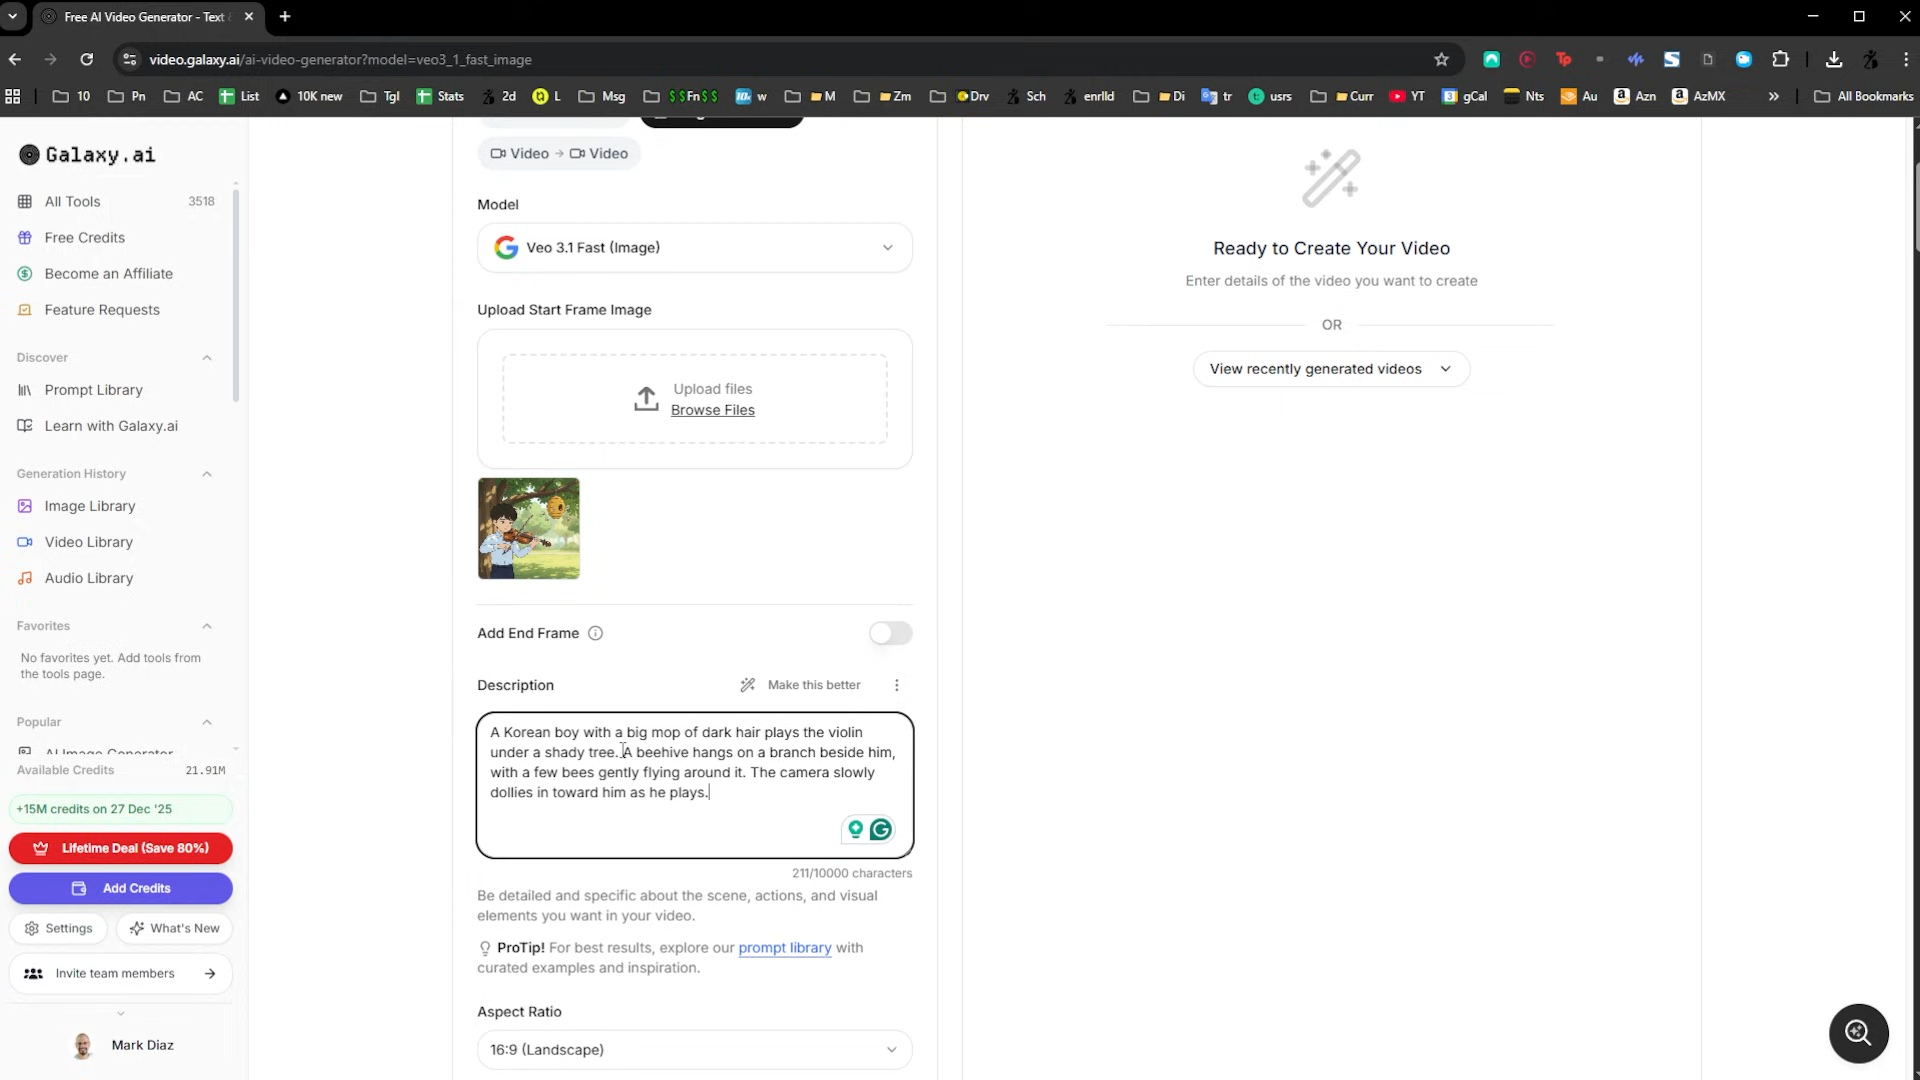 Free AI Video Generator - Text
video.galaxy.ai/ai-video-generator?model=veo3_1_fast_image
10
Pn
AC
List
10K new
Tgl
Stats
2d
L
Msg
$$Fn$$
w
M
Zm
Drv
Sch
enrlld
Di
tr
usrs
Curr
YT
gCal
Nts
Au
Azn
AzMX
»
All Bookmarks
Galaxy.ai
All Tools 3518
Free Credits
Become an Affiliate
Feature Requests
Discover
Prompt Library
Learn with Galaxy.ai
Generation History
Image Library
Video Library
Audio Library
Favorites
No favorites yet. Add tools from
the tools page.
Popular
AI Image Generator
Available Credits 21.91M
+15M credits on 27 Dec '25
Lifetime Deal (Save 80%)
Add Credits
Settings
What's New
Invite team members
Mark Diaz
Video → Video
Model
Veo 3.1 Fast (Image)
Upload Start Frame Image
Upload files
Browse Files
Add End Frame
Description
Make this better
A Korean boy with a big mop of dark hair plays the violin
under a shady tree. A beehive hangs on a branch beside him,
with a few bees gently flying around it. The camera slowly
dollies in toward him as he plays.
211/10000 characters
Be detailed and specific about the scene, actions, and visual
elements you want in your video.
ProTip! For best results, explore our prompt library with
curated examples and inspiration.
Aspect Ratio
16:9 (Landscape)
Ready to Create Your Video
Enter details of the video you want to create
OR
View recently generated videos